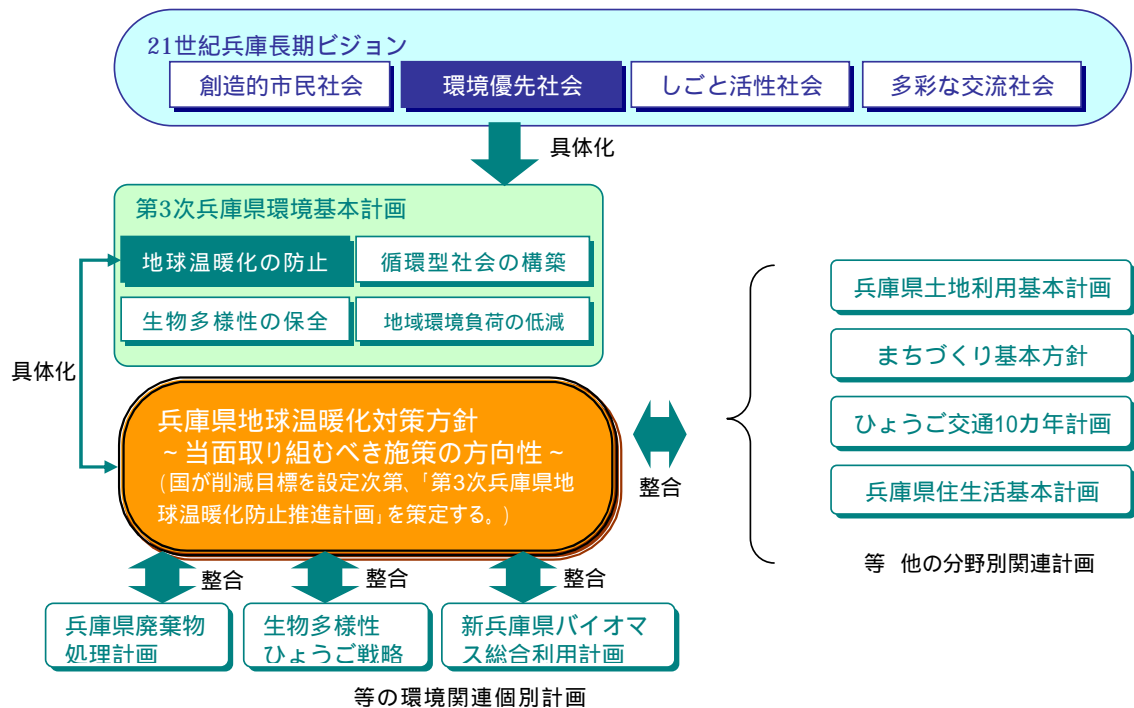 21世紀兵庫長期ビジョン
創造的市民社会
環境優先社会
しごと活性社会
多彩な交流社会
具体化
第3次兵庫県環境基本計画
地球温暖化の防止
循環型社会の構築
生物多様性の保全
地域環境負荷の低減
具体化
兵庫県地球温暖化対策方針
~当面取り組むべき施策の方向性~
(国が削減目標を設定次第、「第3次兵庫県地
球温暖化防止推進計画」を策定する。)
整合
兵庫県土地利用基本計画
まちづくり基本方針
ひょうご交通10カ年計画
兵庫県住生活基本計画
等 他の分野別関連計画
整合
整合
整合
兵庫県廃棄物
処理計画
生物多様性
ひょうご戦略
新兵庫県バイオマ
ス総合利用計画
等の環境関連個別計画